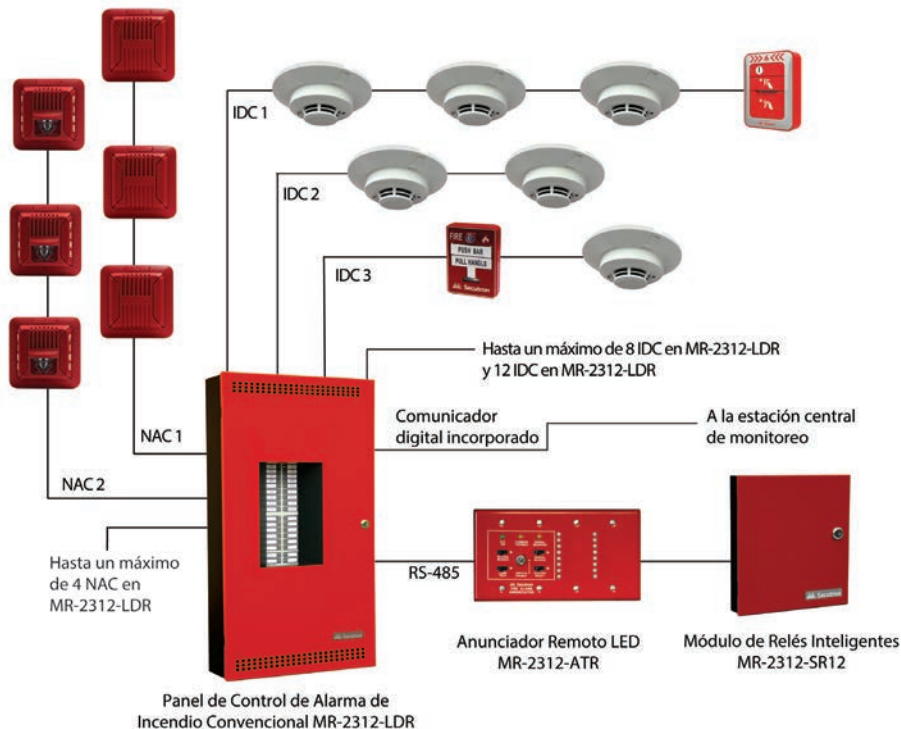 IDC 1
IDC 2
FIRE
PUSH BAR
PULL HANDLE
Secutron
IDC 3
Hasta un máximo de 8 IDC en MR-2312-LDR
y 12 IDC en MR-2312-LDR
Comunicador
digital incorporado
A la estación central
de monitoreo
NAC 1
NAC 2
Hasta un máximo
de 4 NAC en
MR-2312-LDR
RS-485
Secutron
Secutron
Secutron
Anunciador Remoto LED
MR-2312-ATR
Módulo de Relés Inteligentes
MR-2312-SR12
Panel de Control de Alarma de
Incendio Convencional MR-2312-LDR